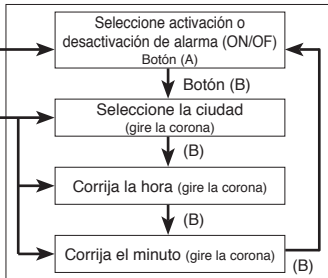 Seleccione activación o
desactivación de alarma (ON/OF)
Botón (A)
Botón (B)
Seleccione la ciudad
(gire la corona)
(B)
Corrija la hora (gire la corona)
(B)
Corrija el minuto (gire la corona)
(B)